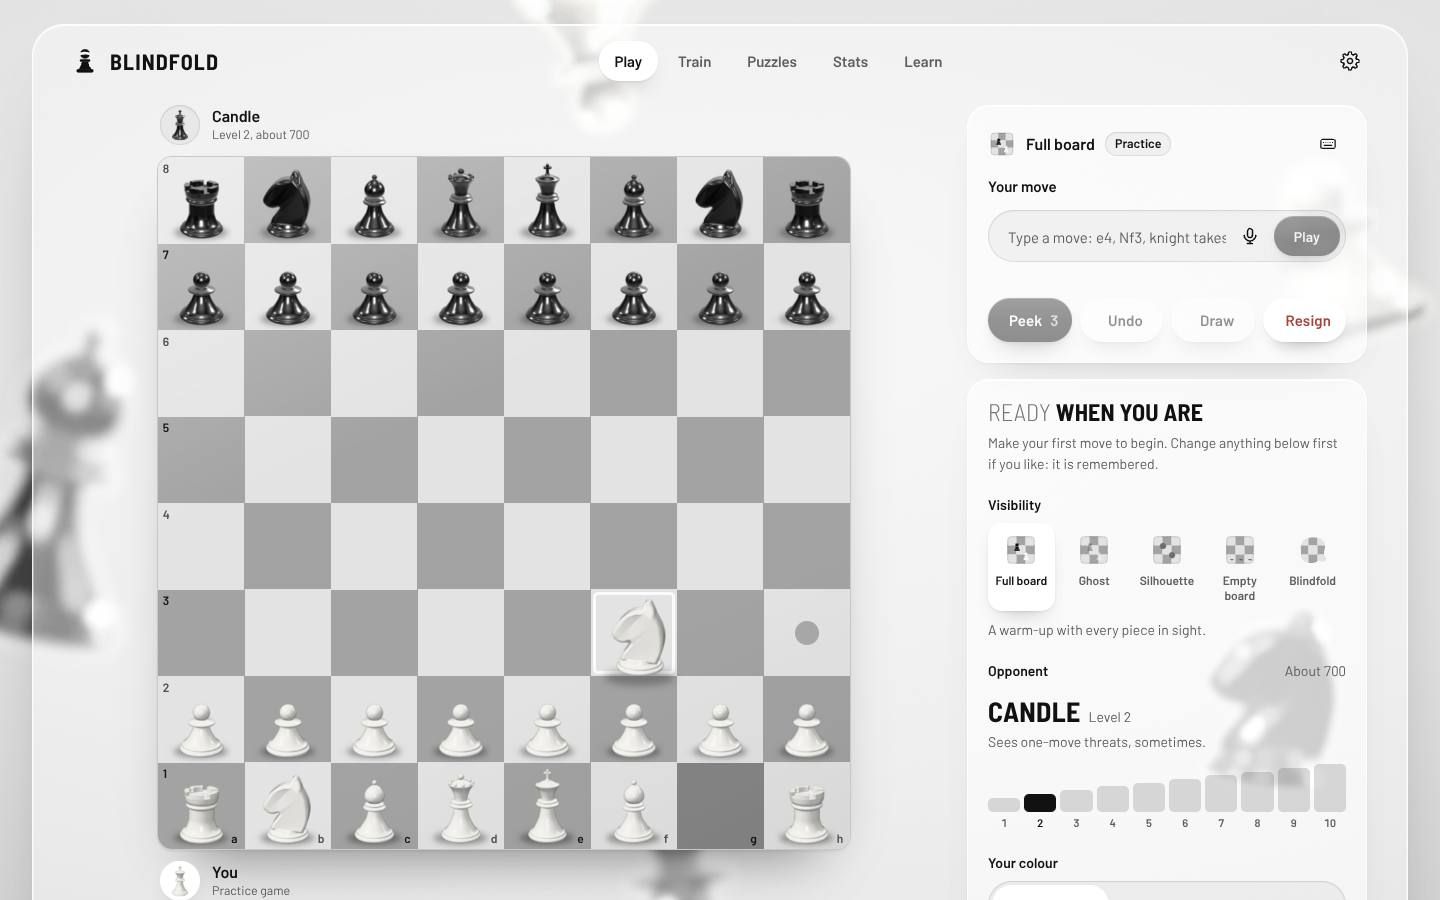 BLINDFOLD
Play
Train
Puzzles
Stats
Learn
Candle
Level 2, about 700
8
7
6
5
4
3
2
1
a
b
c
d
e
f
g
h
You
Practice game
Full board
Practice
Your move
Type a move: e4, Nf3, knight takes
Play
Peek 3
Undo
Draw
Resign
READY WHEN YOU ARE
Make your first move to begin. Change anything below first
if you like: it is remembered.
Visibility
Full board
Ghost
Silhouette
Empty
board
Blindfold
A warm-up with every piece in sight.
Opponent
About 700
CANDLE Level 2
Sees one-move threats, sometimes.
1
2
3
4
5
6
7
8
9
10
Your colour